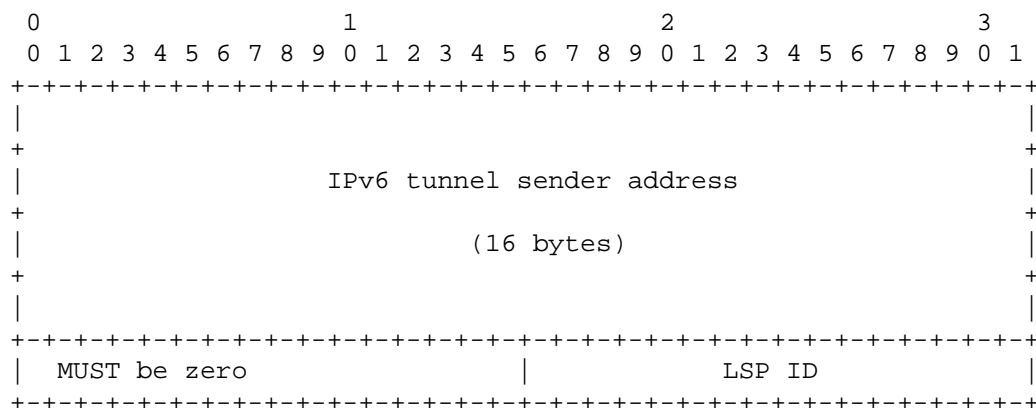 0                   1                   2                   3
 0 1 2 3 4 5 6 7 8 9 0 1 2 3 4 5 6 7 8 9 0 1 2 3 4 5 6 7 8 9 0 1
+-+-+-+-+-+-+-+-+-+-+-+-+-+-+-+-+-+-+-+-+-+-+-+-+-+-+-+-+-+-+-+-+
|                                                               |
+                                                               +
|                   IPv6 tunnel sender address                  |
+                                                               +
|                            (16 bytes)                         |
+                                                               +
|                                                               |
+-+-+-+-+-+-+-+-+-+-+-+-+-+-+-+-+-+-+-+-+-+-+-+-+-+-+-+-+-+-+-+-+
|  MUST be zero                 |            LSP ID             |
+-+-+-+-+-+-+-+-+-+-+-+-+-+-+-+-+-+-+-+-+-+-+-+-+-+-+-+-+-+-+-+-+